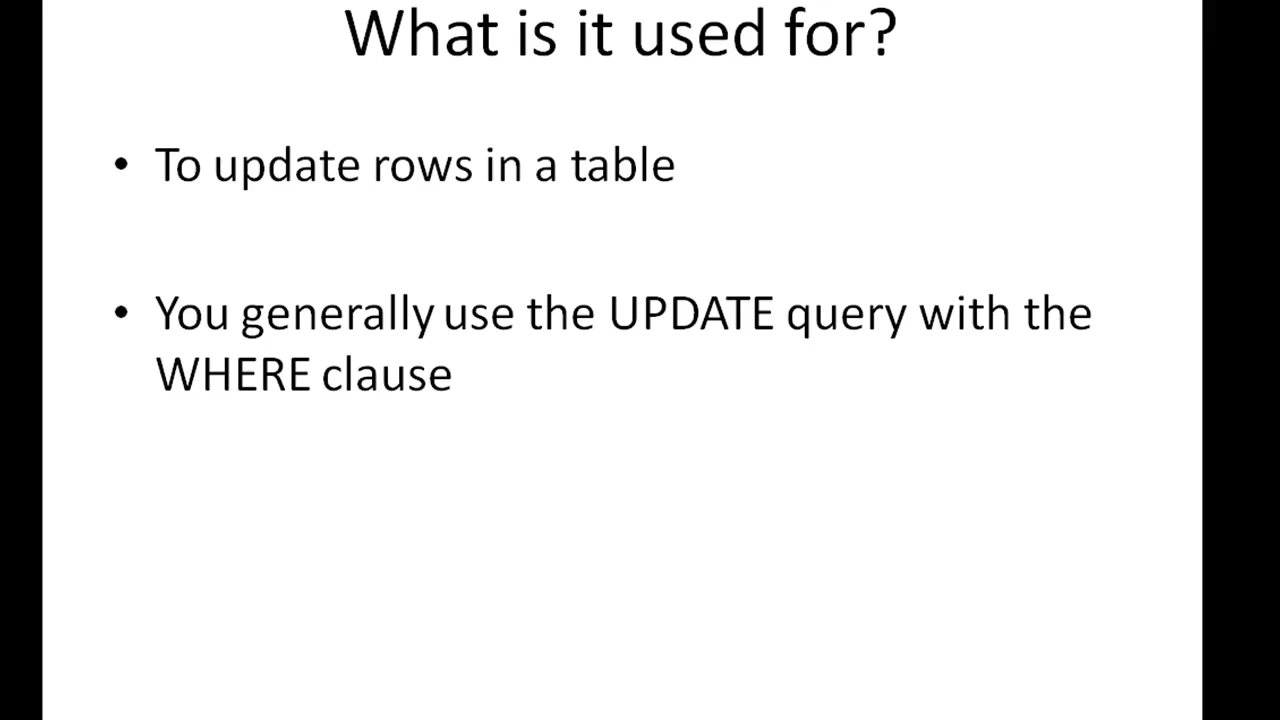 What is it used for?
• To update rows in a table
• You generally use the UPDATE query with the
WHERE clause